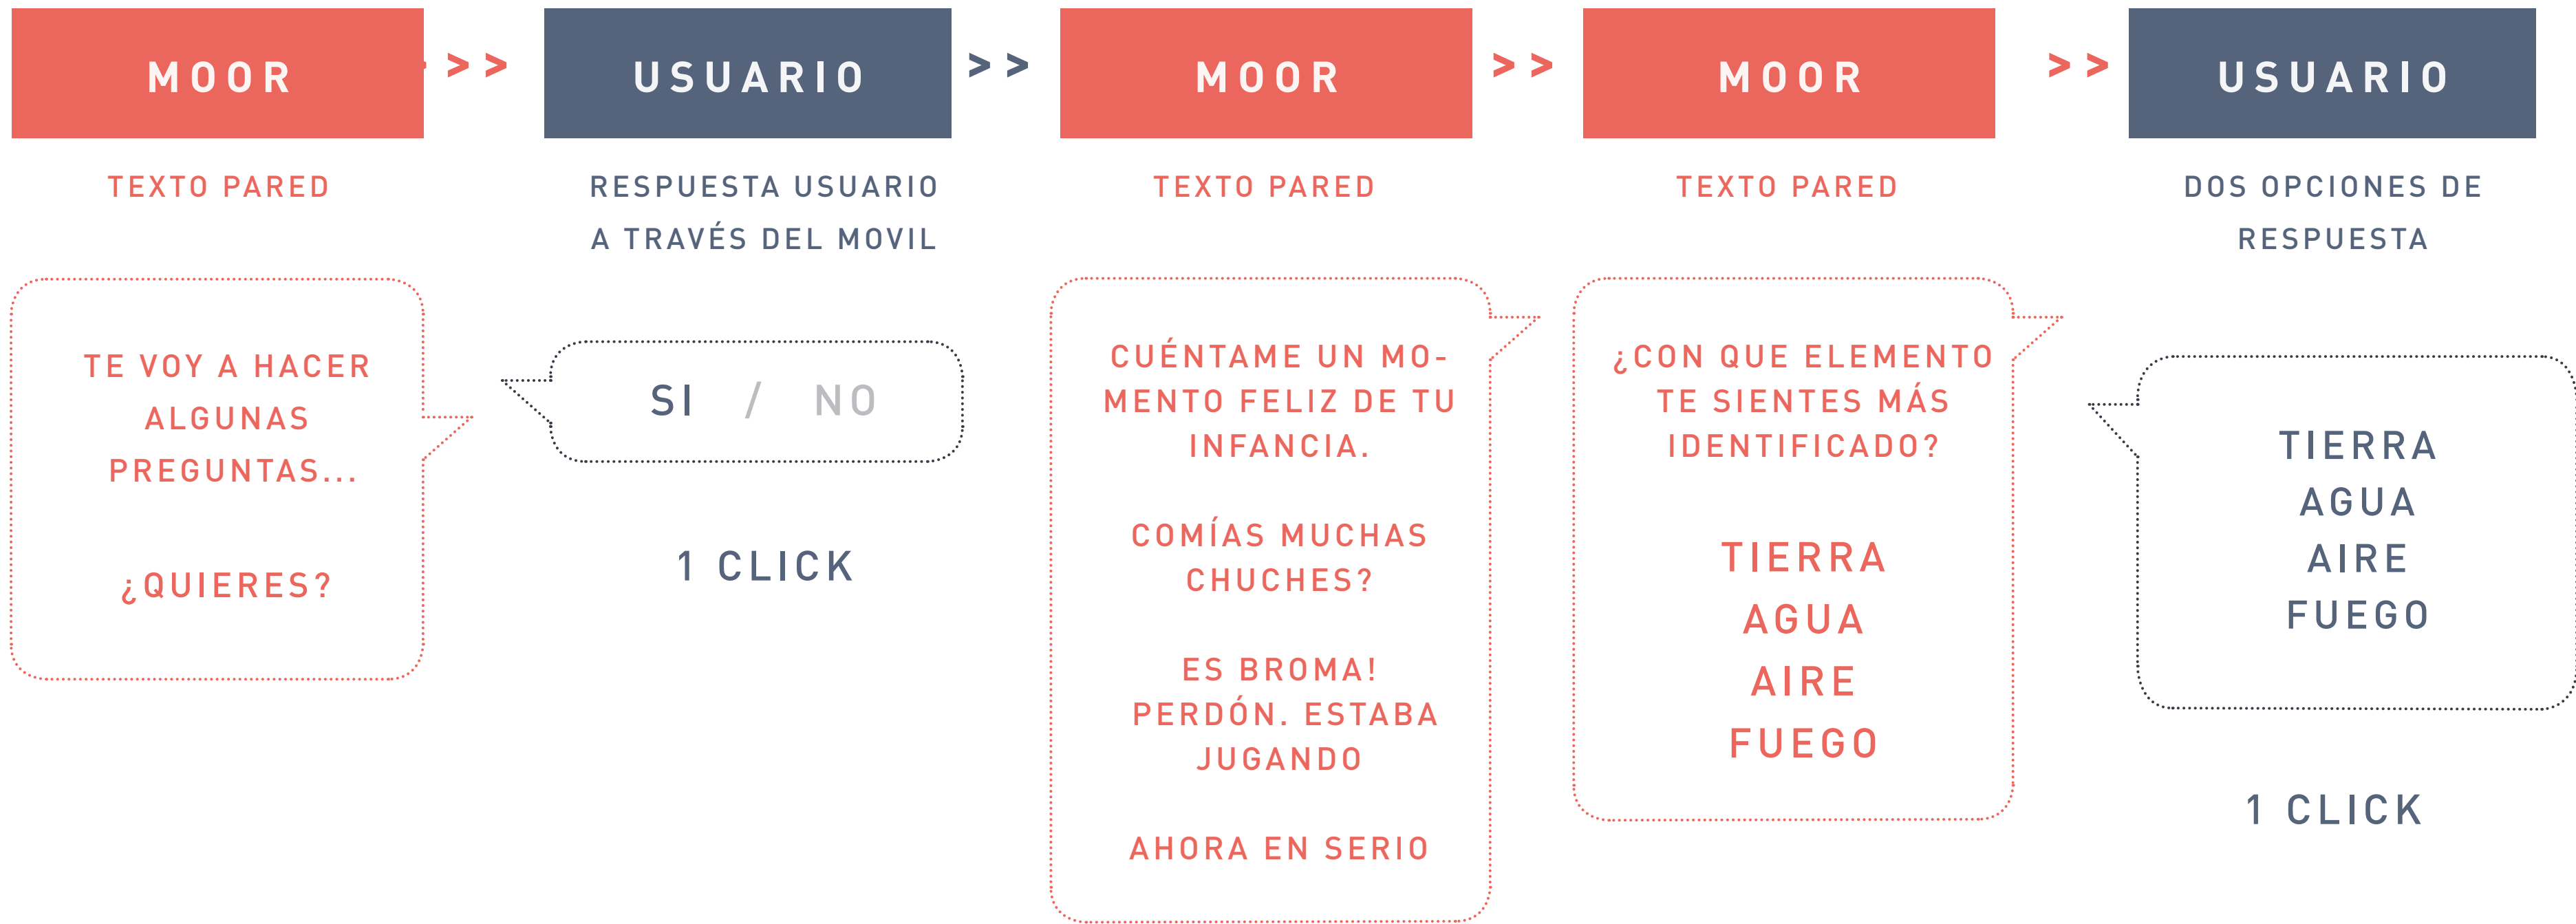 MOOR
>>
TEXTO PARED
TE VOY A HACER
ALGUNAS
PREGUNTAS...
¿QUIERES?
USUARIO
>>
RESPUESTA USUARIO
A TRAVÉS DEL MOVIL
SI / NO
1 CLICK
MOOR
>>
TEXTO PARED
CUÉNTAME UN MO-
MENTO FELIZ DE TU
INFANCIA.
COMÍAS MUCHAS
CHUCHES?
ES BROMA!
PERDÓN. ESTABA
JUGANDO
AHORA EN SERIO
MOOR
>>
TEXTO PARED
¿CON QUE ELEMENTO
TE SIENTES MÁS
IDENTIFICADO?
TIERRA
AGUA
AIRE
FUEGO
USUARIO
DOS OPCIONES DE
RESPUESTA
TIERRA
AGUA
AIRE
FUEGO
1 CLICK